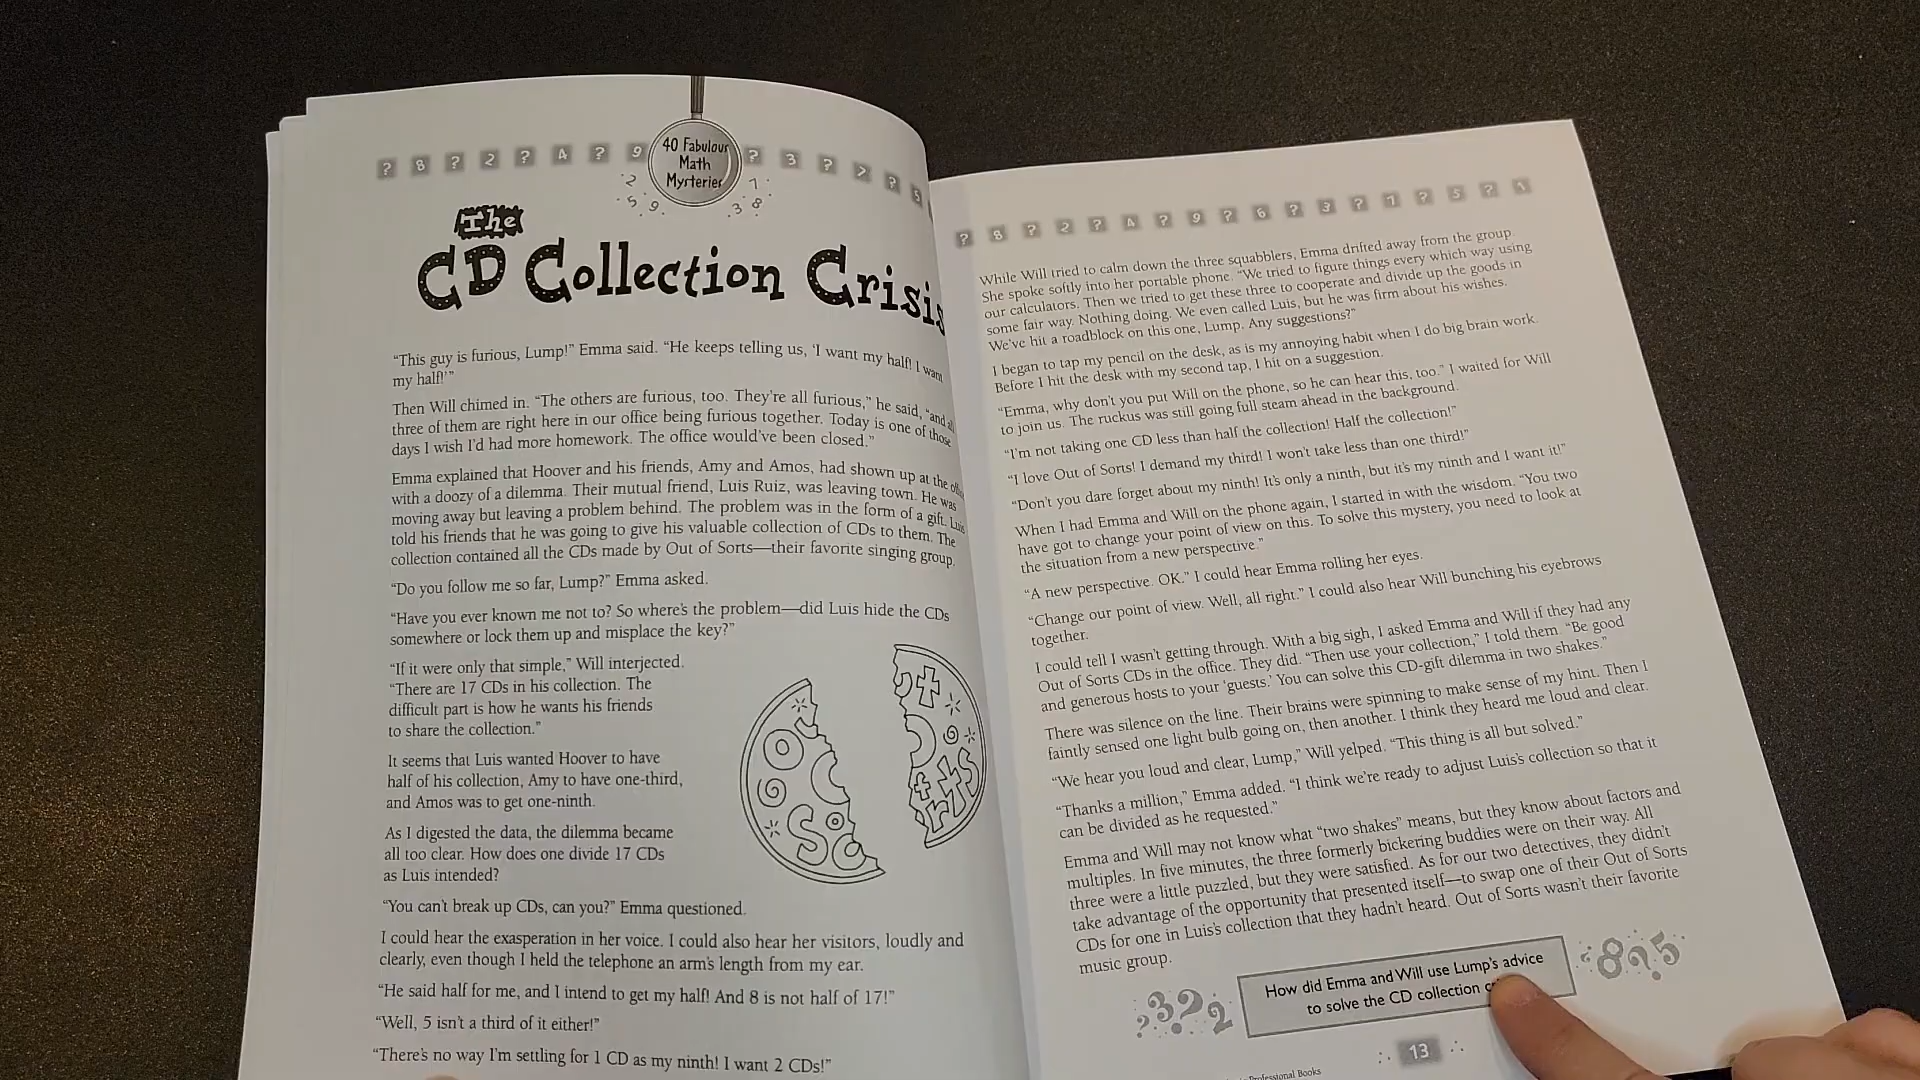 ? 8 ? 2 ? 4 ? 9 ? 3 ? 7 ? 5
40 Fabulous
Math
Mysteries
2 5 9 7 3 8
The
CD Collection Crisis
“This guy is furious, Lump!” Emma said. “He keeps telling us, ‘I want my half! I want
my half!’”
Then Will chimed in. “The others are furious, too. They’re all furious,” he said, “and all
three of them are right here in our office being furious together. Today is one of those
days I wish I’d had more homework. The office would’ve been closed.”
Emma explained that Hoover and his friends, Amy and Amos, had shown up at the
with a doozy of a dilemma. Their mutual friend, Luis Ruiz, was leaving town. He was
moving away but leaving a problem behind. The problem was in the form of a gift. Luis
told his friends that he was going to give his valuable collection of CDs to them. The
collection contained all the CDs made by Out of Sorts—their favorite singing group.
“Do you follow me so far, Lump?” Emma asked.
“Have you ever known me not to? So where’s the problem—did Luis hide the CDs
somewhere or lock them up and misplace the key?”
“If it were only that simple,” Will interjected.
“There are 17 CDs in his collection. The
difficult part is how he wants his friends
to share the collection.”
It seems that Luis wanted Hoover to have
half of his collection, Amy to have one-third,
and Amos was to get one-ninth.
As I digested the data, the dilemma became
all too clear. How does one divide 17 CDs
as Luis intended?
“You can’t break up CDs, can you?” Emma questioned.
I could hear the exasperation in her voice. I could also hear her visitors, loudly and
clearly, even though I held the telephone an arm’s length from my ear.
“He said half for me, and I intend to get my half! And 8 is not half of 17!”
“Well, 5 isn’t a third of it either!”
“There’s no way I’m settling for 1 CD as my ninth! I want 2 CDs!”
? 8 ? 2 ? 4 ? 9 ? 6 ? 3 ? 7 ? 5 ? 1
While Will tried to calm down the three squabblers, Emma drifted away from the group.
She spoke softly into her portable phone. “We tried to figure things every which way using
our calculators. Then we tried to get these three to cooperate and divide up the goods in
some fair way. Nothing doing. We even called Luis, but he was firm about his wishes.
We’ve hit a roadblock on this one, Lump. Any suggestions?”
I began to tap my pencil on the desk, as is my annoying habit when I do big brain work.
Before I hit the desk with my second tap, I hit on a suggestion.
“Emma, why don’t you put Will on the phone, so he can hear this, too.” I waited for Will
to join us. The ruckus was still going full steam ahead in the background.
“I’m not taking one CD less than half the collection! Half the collection!”
“I love Out of Sorts! I demand my third! I won’t take less than one third!”
“Don’t you dare forget about my ninth! It’s only a ninth, but it’s my ninth and I want it!”
When I had Emma and Will on the phone again, I started in with the wisdom. “You two
have got to change your point of view on this. To solve this mystery, you need to look at
the situation from a new perspective.”
“A new perspective. OK.” I could hear Emma rolling her eyes.
“Change our point of view. Well, all right.” I could also hear Will bunching his eyebrows
together.
I could tell I wasn’t getting through. With a big sigh, I asked Emma and Will if they had any
Out of Sorts CDs in the office. They did. “Then use your collection,” I told them. “Be good
and generous hosts to your ‘guests.’ You can solve this CD-gift dilemma in two shakes.”
There was silence on the line. Their brains were spinning to make sense of my hint. Then I
faintly sensed one light bulb going on, then another. I think they heard me loud and clear.
“We hear you loud and clear, Lump,” Will yelped. “This thing is all but solved.”
“Thanks a million,” Emma added. “I think we’re ready to adjust Luis’s collection so that it
can be divided as he requested.”
Emma and Will may not know what “two shakes” means, but they know about factors and
multiples. In five minutes, the three formerly bickering buddies were on their way. All
three were a little puzzled, but they were satisfied. As for our two detectives, they didn’t
take advantage of the opportunity that presented itself—to swap one of their Out of Sorts
CDs for one in Luis’s collection that they hadn’t heard. Out of Sorts wasn’t their favorite
music group.
? 3 ? 2
How did Emma and Will use Lump’s advice
to solve the CD collection
? 8 ? 5
13
Professional Books